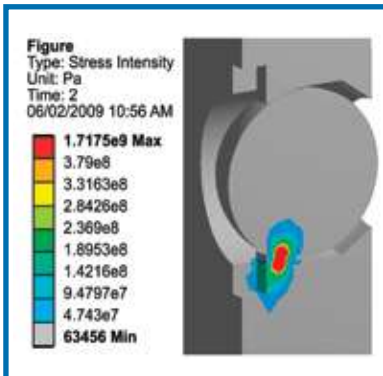 Figure
Type: Stress Intensity
Unit: Pa
Time: 2
06/02/2009 10:56 AM
1.7175e9 Max
3.79e8
3.3163e8
2.8426e8
2.369e8
1.8953e8
1.4216e8
9.4797e7
4.743e7
63456 Min